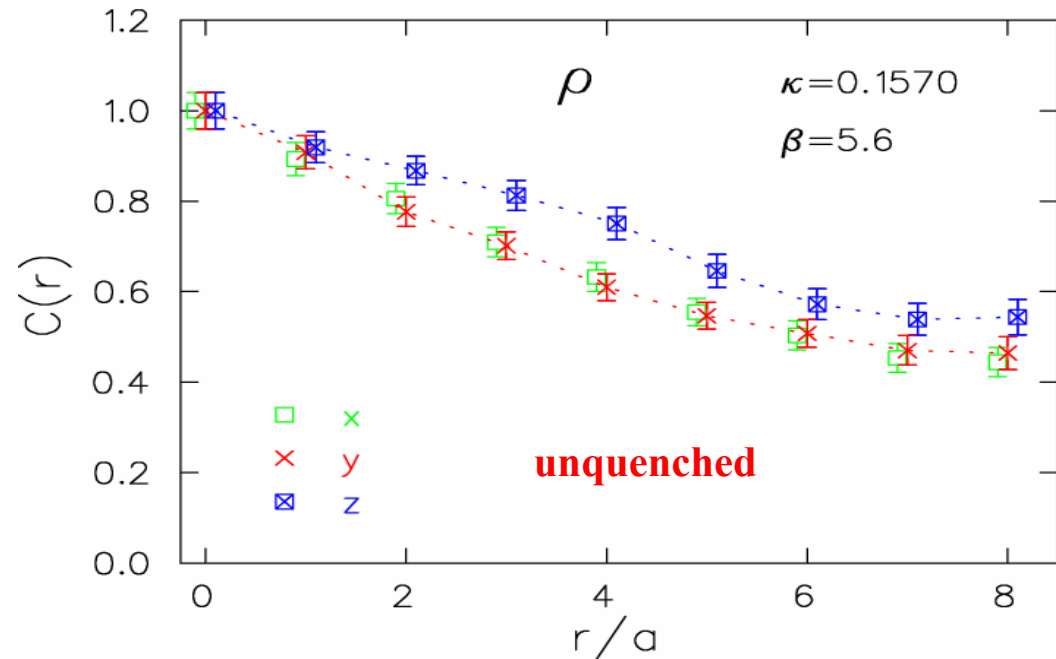 1.2
1.0
0.8
0.6
0.4
0.2
0.0
C(r)
ρ
κ=0.1570
β=5.6
x
y
z
unquenched
0 2 4 6 8
r/a